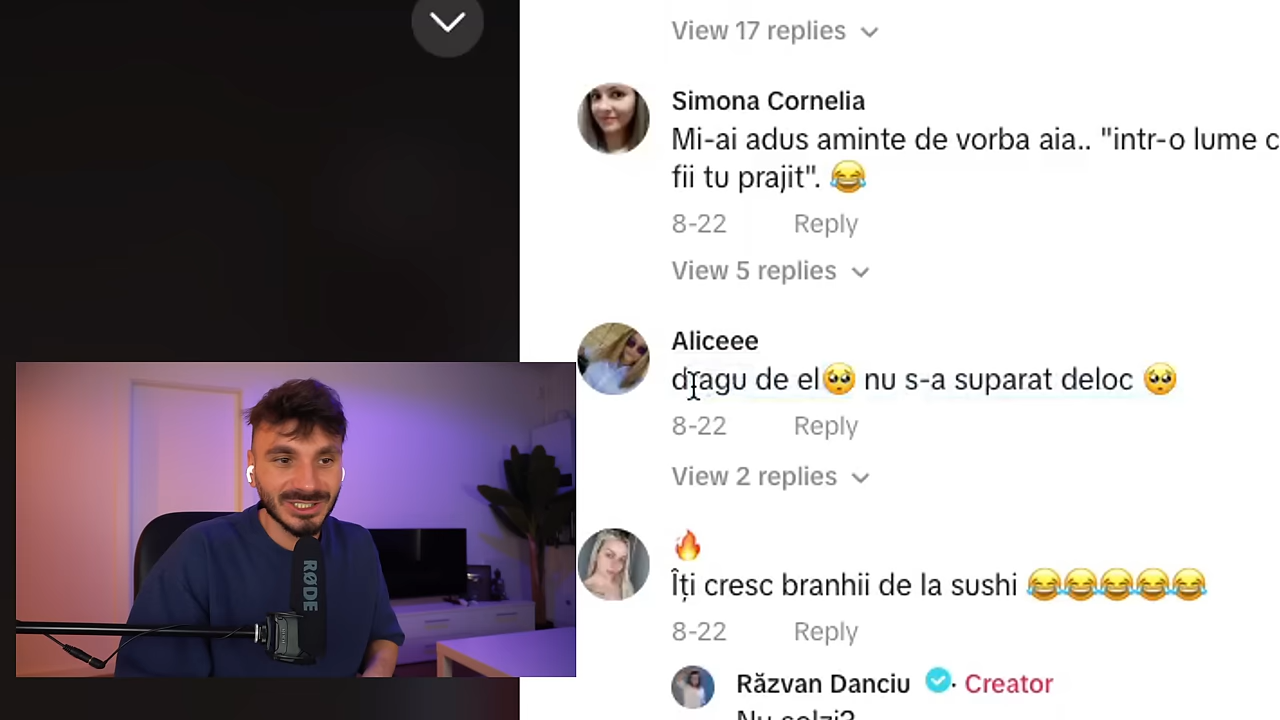 View 17 replies
Simona Cornelia
Mi-ai adus aminte de vorba aia.. "intr-o lume c
fii tu prajit". 😂
8-22 Reply
View 5 replies
Aliceee
dragu de el🥺 nu s-a suparat deloc 🥺
8-22 Reply
View 2 replies
🔥
Îți cresc branhii de la sushi 😂😂😂😂😂
8-22 Reply
Răzvan Danciu · Creator
Nu solzi?
RØDE